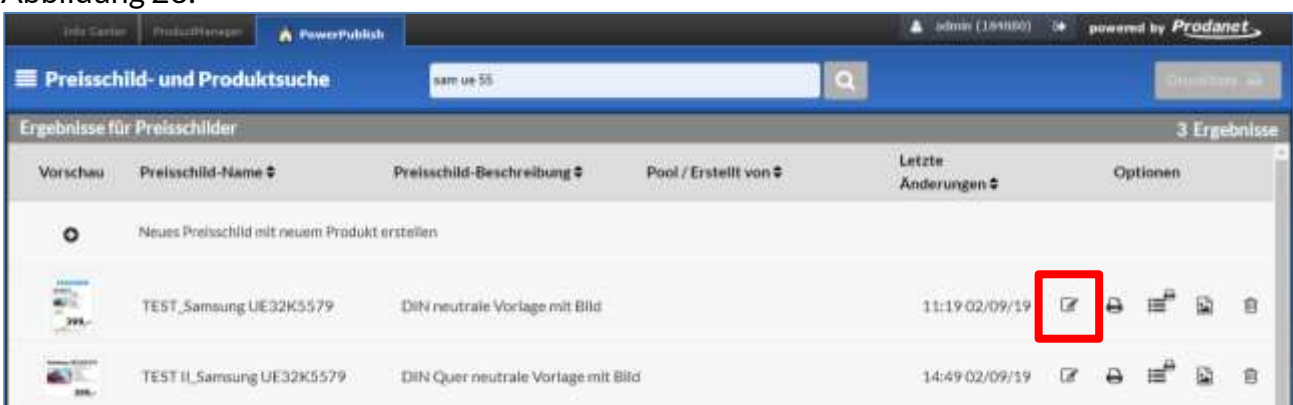 Info Center ProductManager PowerPublish admin (184880) powered by Prodanet
Preisschild- und Produktsuche sam ue 55
Ergebnisse für Preisschilder 3 Ergebnisse
Vorschau Preisschild-Name Preisschild-Beschreibung Pool / Erstellt von Letzte Änderungen Optionen
Neues Preisschild mit neuem Produkt erstellen
TEST_Samsung UE32K5579 DIN neutrale Vorlage mit Bild 11:19 02/09/19
399,-
TEST II_Samsung UE32K5579 DIN Quer neutrale Vorlage mit Bild 14:49 02/09/19